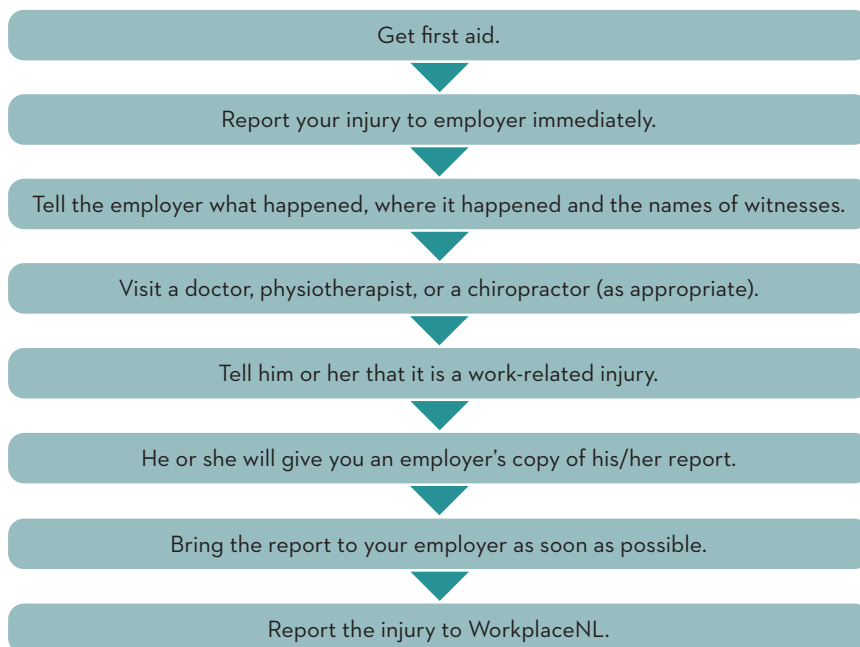 Get first aid.
Report your injury to employer immediately.
Tell the employer what happened, where it happened and the names of witnesses.
Visit a doctor, physiotherapist, or a chiropractor (as appropriate).
Tell him or her that it is a work-related injury.
He or she will give you an employer’s copy of his/her report.
Bring the report to your employer as soon as possible.
Report the injury to WorkplaceNL.